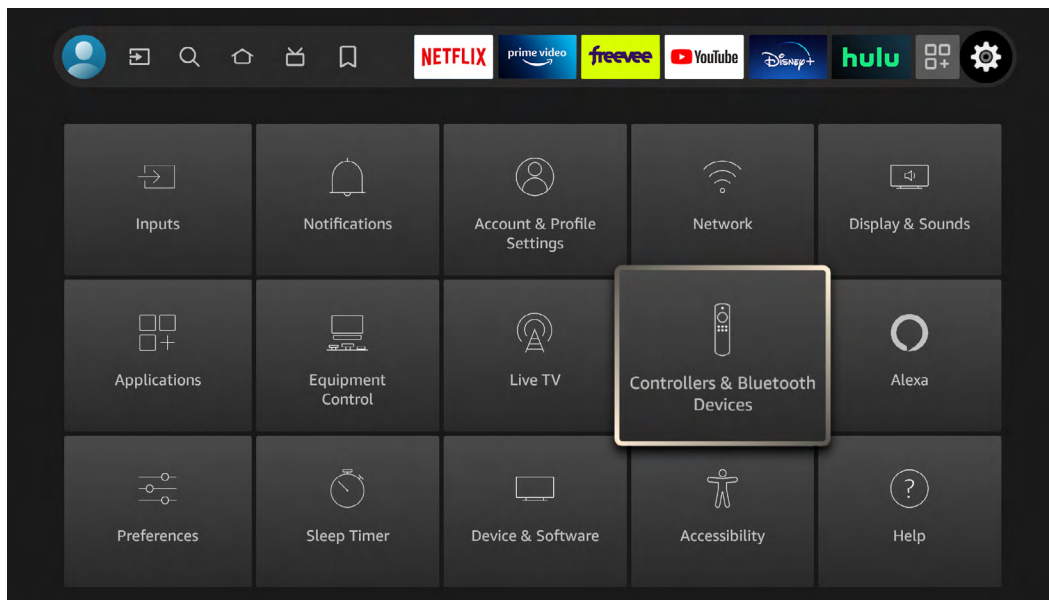 NETFLIX
prime video
freevee
YouTube
Disney+
hulu
Inputs
Notifications
Account & Profile
Settings
Network
Display & Sounds
Applications
Equipment
Control
Live TV
Controllers & Bluetooth
Devices
Alexa
Preferences
Sleep Timer
Device & Software
Accessibility
?
Help